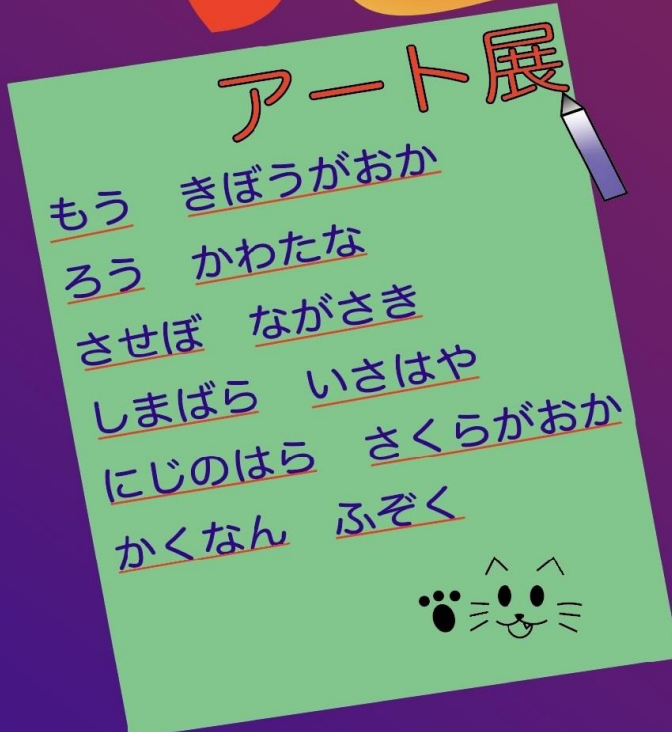 アート展
もう　きぼうがおか
ろう　かわたな
させぼ　ながさき
しまばら　いさはや
にじのはら　さくらがおか
かくなん　ふぞく